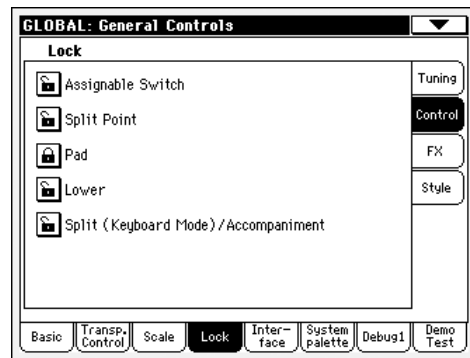 GLOBAL: General Controls
Lock
Assignable Switch
Split Point
Pad
Lower
Split (Keyboard Mode)/Accompaniment
Tuning
Control
FX
Style
Basic
Transp.
Control
Scale
Lock
Inter-
face
System
palette
Debug1
Demo
Test